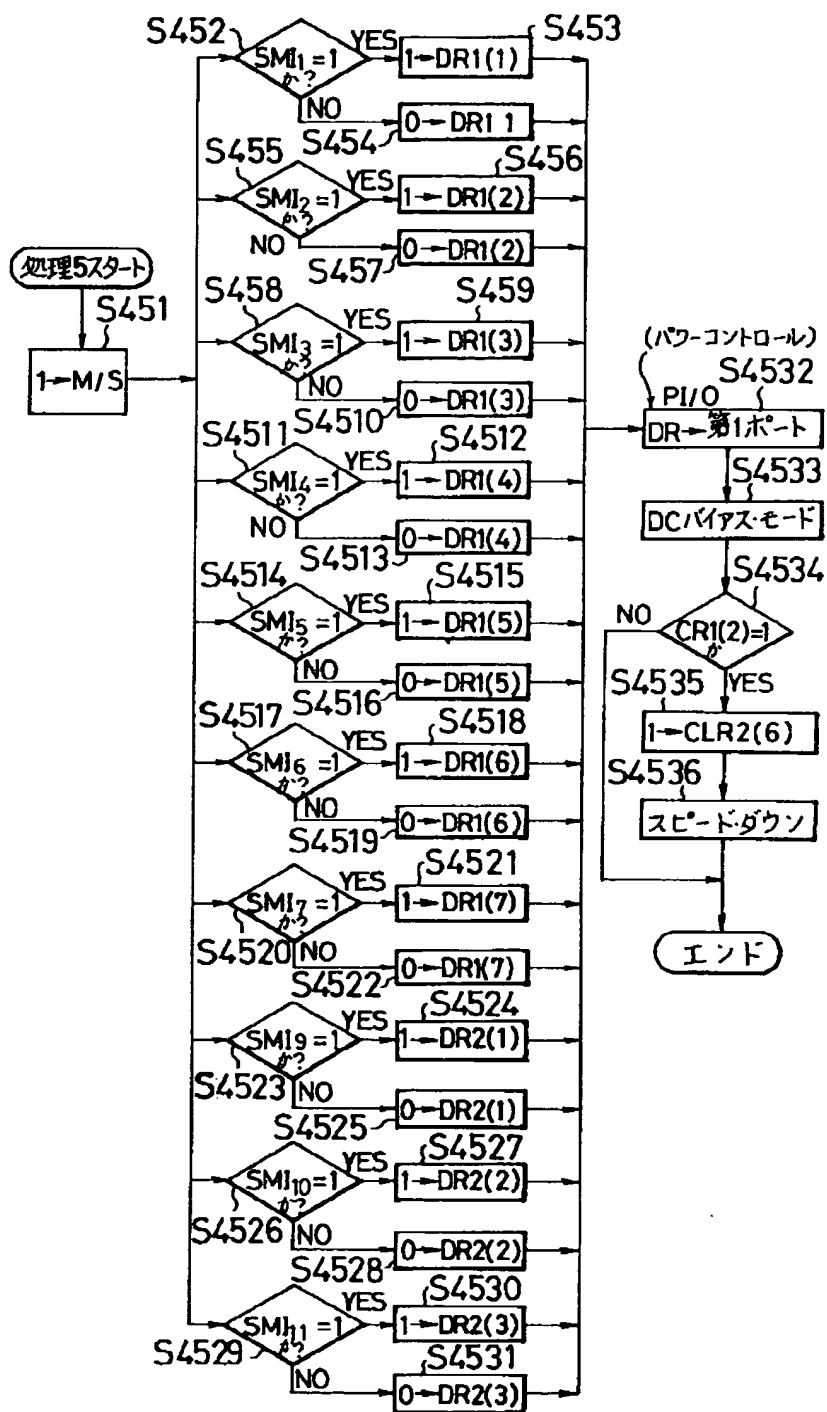 処理5スタート
S451
1→M/S
S452
SMI₁=1
か?
YES
S453
1→DR1(1)
NO
S454
0→DR1 1
S455
SMI₂=1
か?
YES
S456
1→DR1(2)
NO
S457
0→DR1(2)
S458
SMI₃=1
か?
YES
S459
1→DR1(3)
NO
S4510
0→DR1(3)
S4511
SMI₄=1
か?
YES
S4512
1→DR1(4)
NO
S4513
0→DR1(4)
S4514
SMI₅=1
か?
YES
S4515
1→DR1(5)
NO
S4516
0→DR1(5)
S4517
SMI₆=1
か?
YES
S4518
1→DR1(6)
NO
S4519
0→DR1(6)
S4520
SMI₇=1
か?
YES
S4521
1→DR1(7)
NO
S4522
0→DR1(7)
S4523
SMI₉=1
か?
YES
S4524
1→DR2(1)
NO
S4525
0→DR2(1)
S4526
SMI₁₀=1
か?
YES
S4527
1→DR2(2)
NO
S4528
0→DR2(2)
S4529
SMI₁₁=1
か?
YES
S4530
1→DR2(3)
NO
S4531
0→DR2(3)
(パワーコントロール)
PI/O
S4532
DR→第1ポート
S4533
DCバイアス・モード
S4534
CR1(2)=1
か
NO
YES
S4535
1→CLR2(6)
S4536
スピード・ダウン
エンド